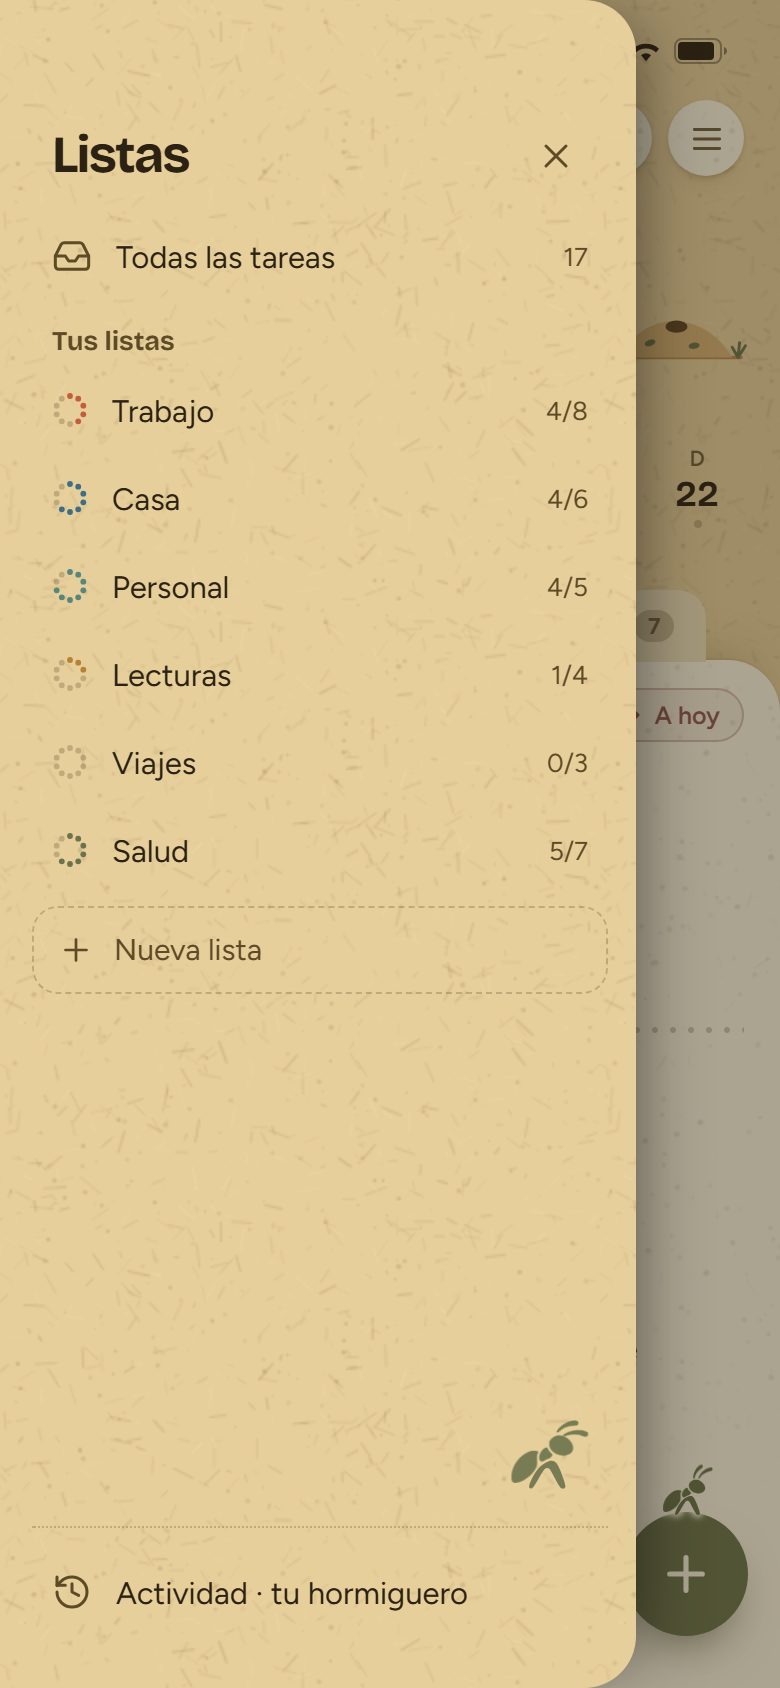 Listas
Todas las tareas 17
Tus listas
Trabajo 4/8
Casa 4/6
Personal 4/5
Lecturas 1/4
Viajes 0/3
Salud 5/7
Nueva lista
Actividad · tu hormiguero
D
22
7
A hoy